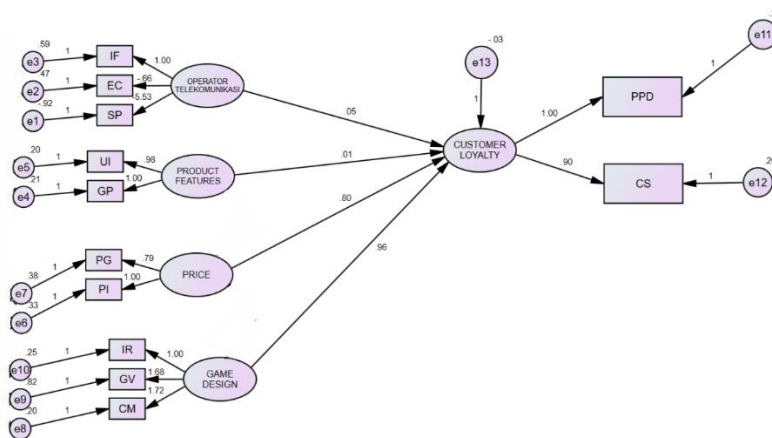 .59
e3
1
IF
1.00
.47
e2
1
EC
-.66
OPERATOR
TELEKOMUNIKASI
-.92
e1
1
SP
-5.53
.05
.20
e5
1
UI
.98
PRODUCT
FEATURES
.01
.21
e4
1
GP
1.00
.38
e7
1
PG
.79
PRICE
.80
.33
e6
1
PI
1.00
.25
e10
1
IR
1.00
.82
e9
1
GV
1.68
GAME
DESIGN
.96
.20
e8
1
CM
1.72
-.03
e13
1
CUSTOMER
LOYALTY
1.00
PPD
1
e11
.90
CS
1
e12